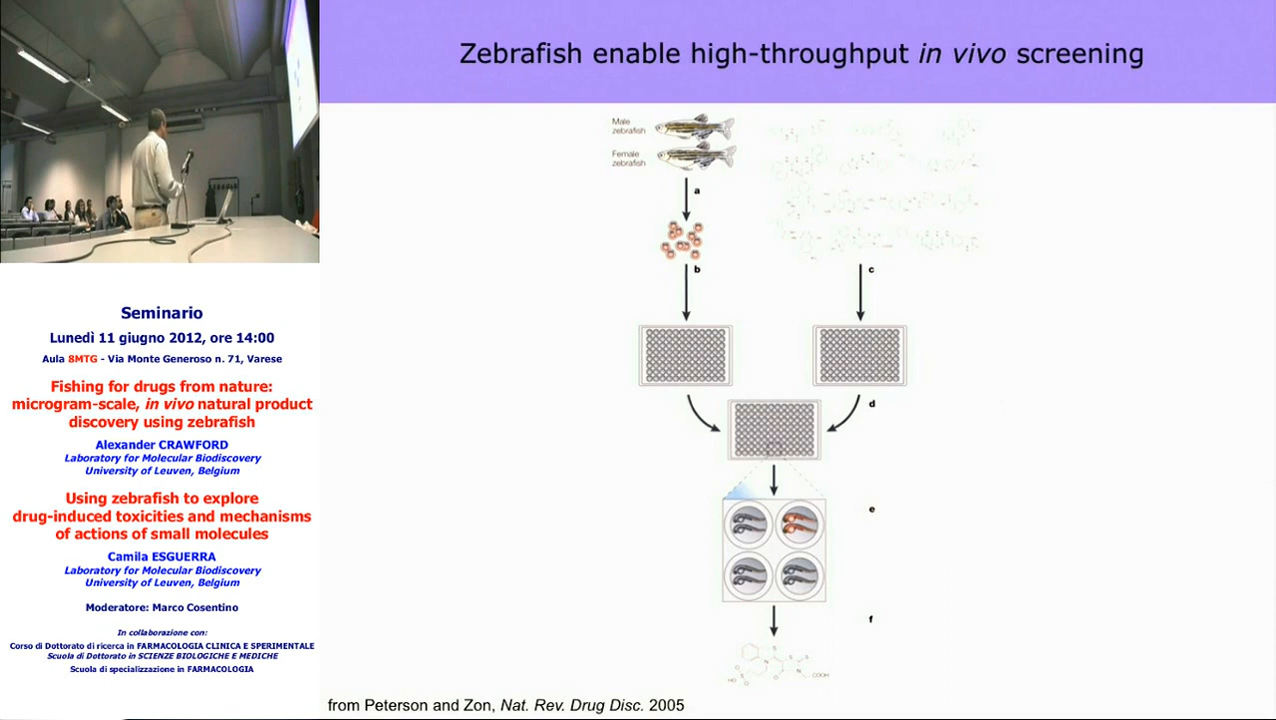 Zebrafish enable high-throughput in vivo screening
Male
zebrafish
Female
zebrafish
a
b
c
d
e
f
HO
COOH
from Peterson and Zon, Nat. Rev. Drug Disc. 2005
Seminario
Lunedì 11 giugno 2012, ore 14:00
Aula 8MTG - Via Monte Generoso n. 71, Varese
Fishing for drugs from nature:
microgram-scale, in vivo natural product
discovery using zebrafish
Alexander CRAWFORD
Laboratory for Molecular Biodiscovery
University of Leuven, Belgium
Using zebrafish to explore
drug-induced toxicities and mechanisms
of actions of small molecules
Camila ESGUERRA
Laboratory for Molecular Biodiscovery
University of Leuven, Belgium
Moderatore: Marco Cosentino
In collaborazione con:
Corso di Dottorato di ricerca in FARMACOLOGIA CLINICA E SPERIMENTALE
Scuola di Dottorato in SCIENZE BIOLOGICHE E MEDICHE
Scuola di specializzazione in FARMACOLOGIA